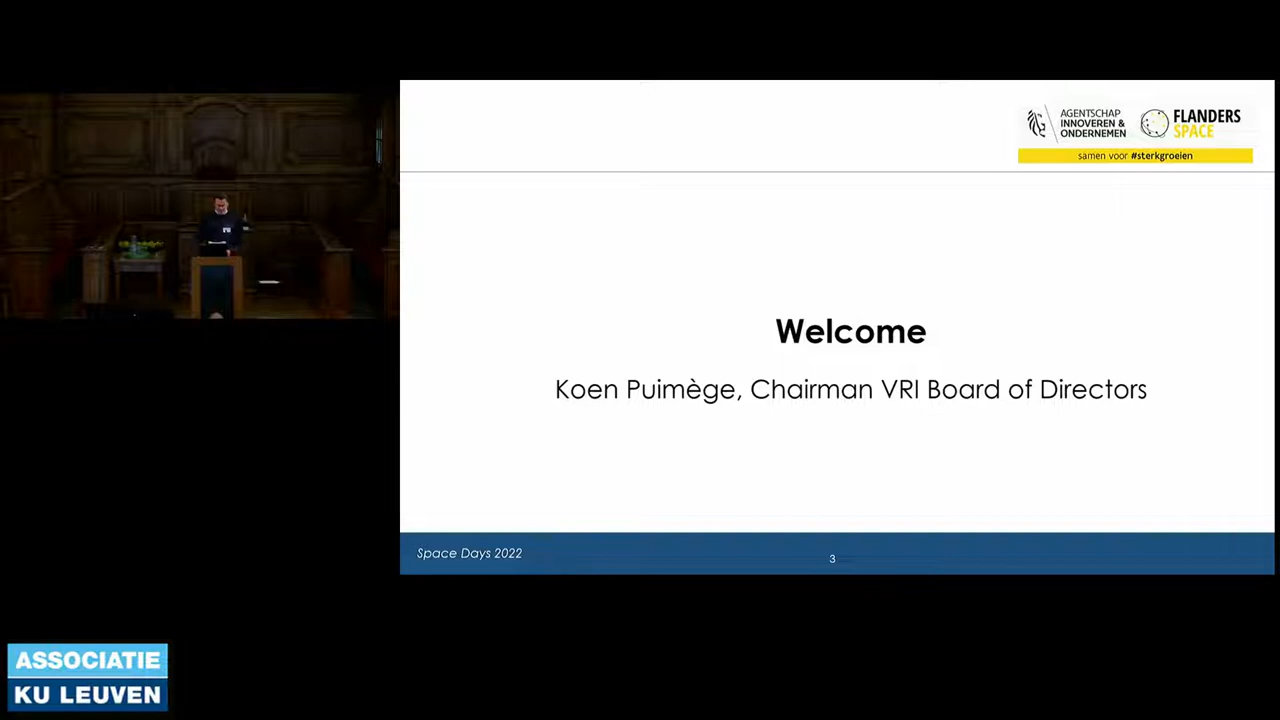 AGENTSCHAP
INNOVEREN &
ONDERNEMEN
FLANDERS
SPACE
samen voor #sterkgroeien
Welcome
Koen Puimège, Chairman VRI Board of Directors
Space Days 2022
3
ASSOCIATIE
KU LEUVEN